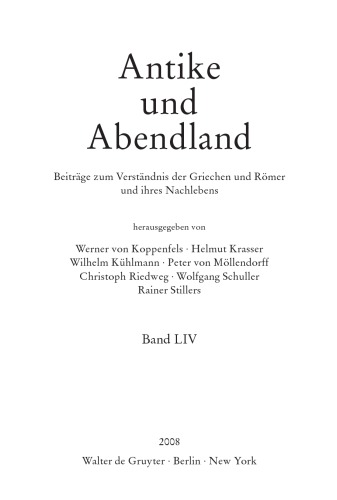 Antike
und
Abendland
Beiträge zum Verständnis der Griechen und Römer
und ihres Nachlebens
herausgegeben von
Werner von Koppenfels · Helmut Krasser
Wilhelm Kühlmann · Peter von Möllendorff
Christoph Riedweg · Wolfgang Schuller
Rainer Stillers
Band LIV
2008
Walter de Gruyter · Berlin · New York